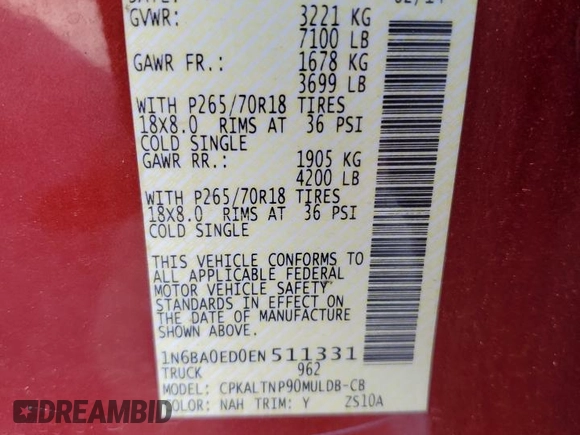 GVWR: 3221 KG
7100 LB
GAWR FR.: 1678 KG
3699 LB
WITH P265/70R18 TIRES
18X8.0 RIMS AT 36 PSI
COLD SINGLE
GAWR RR.: 1905 KG
4200 LB
WITH P265/70R18 TIRES
18X8.0 RIMS AT 36 PSI
COLD SINGLE
THIS VEHICLE CONFORMS TO
ALL APPLICABLE FEDERAL
MOTOR VEHICLE SAFETY
STANDARDS IN EFFECT ON
THE DATE OF MANUFACTURE
SHOWN ABOVE.
1N6BA0ED0EN511331
TRUCK 962
MODEL: CPKALTNP90MULDB-CB
COLOR: NAH TRIM: Y ZS10A
DREAMBID